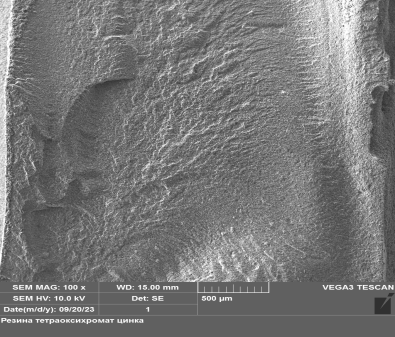 SEM MAG: 100 x
WD: 15.00 mm
VEGA3 TESCAN
SEM HV: 10.0 kV
Det: SE
500 µm
Date(m/d/y): 09/20/23
1
Резина тетраоксихромат цинка